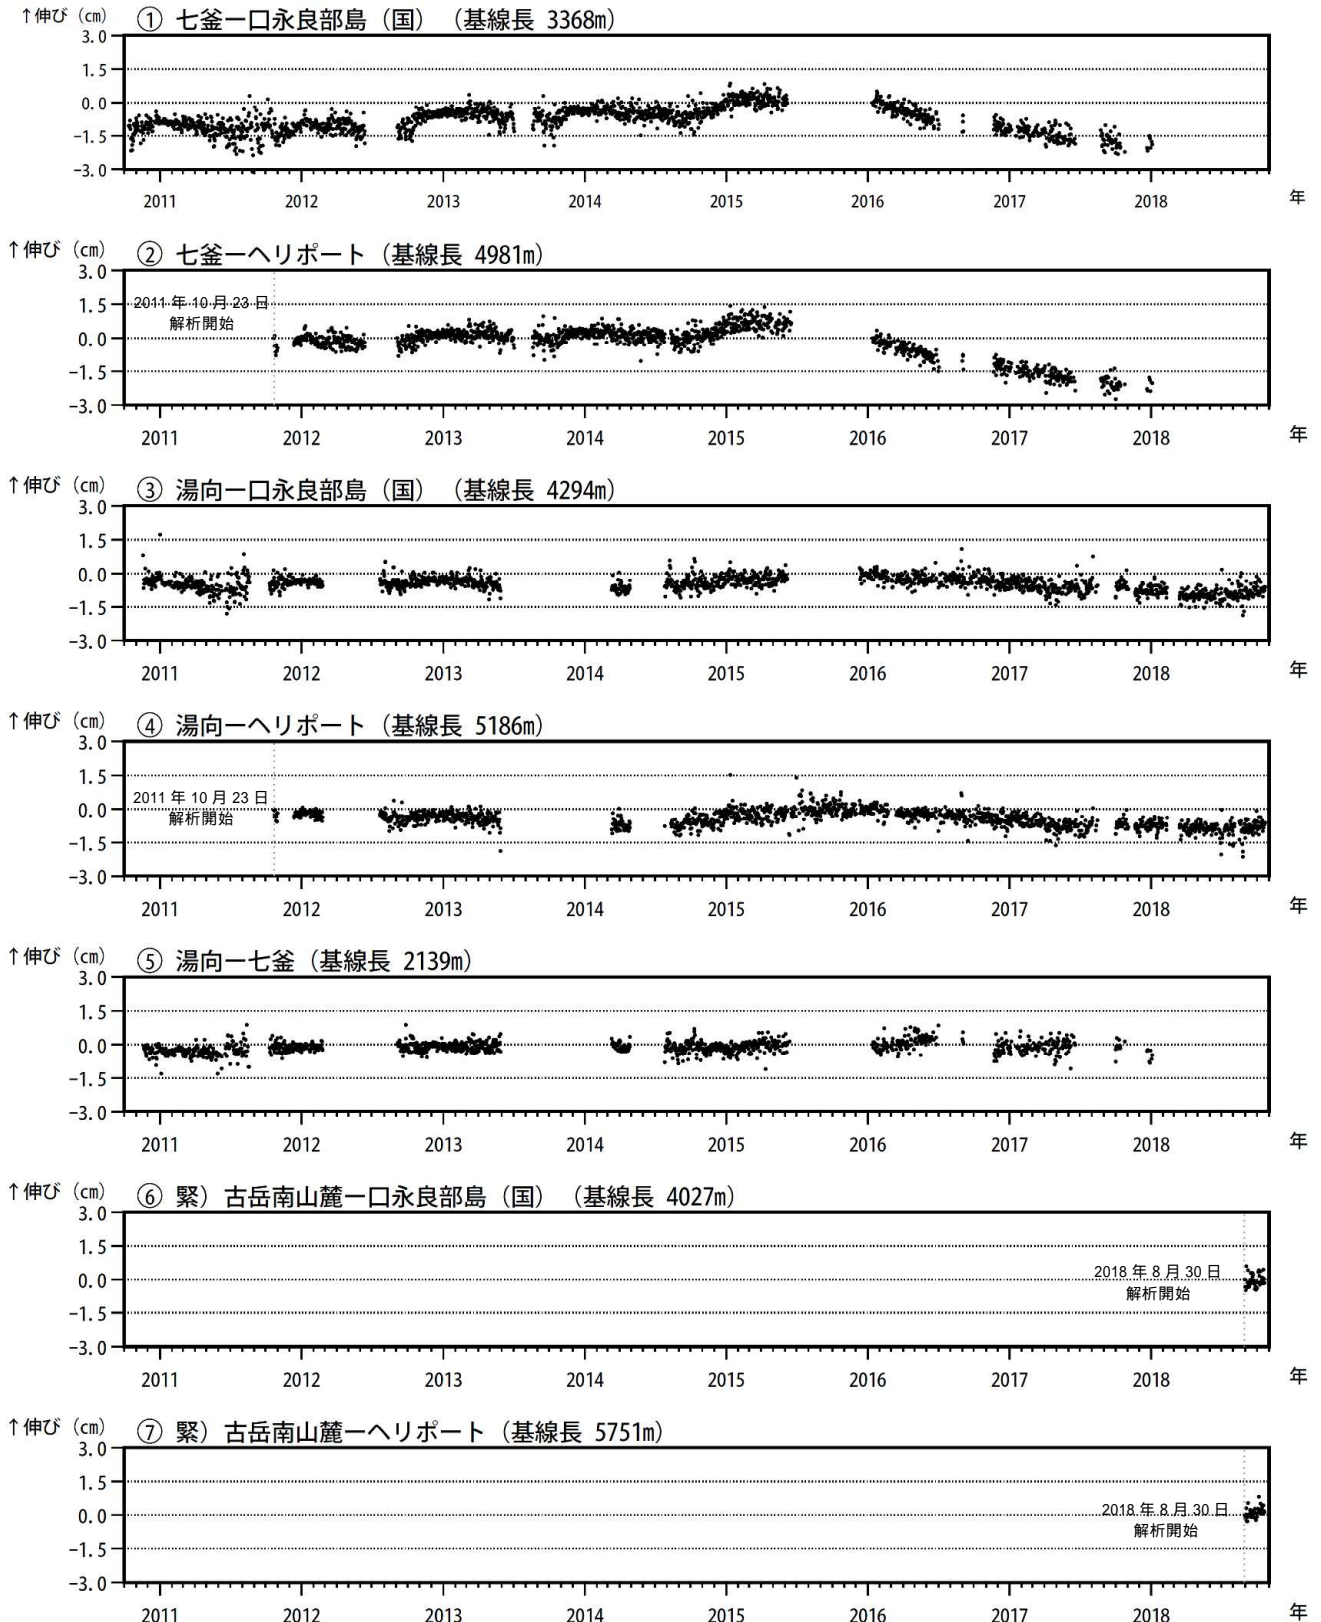 ↑伸び（cm） ① 七釜ー口永良部島（国）（基線長 3368m）
3.0
1.5
0.0
−1.5
−3.0
2011 2012 2013 2014 2015 2016 2017 2018 年
↑伸び（cm） ② 七釜ーヘリポート（基線長 4981m）
3.0
2011 年 10 月 23 日
解析開始
1.5
0.0
−1.5
−3.0
2011 2012 2013 2014 2015 2016 2017 2018 年
↑伸び（cm） ③ 湯向ー口永良部島（国）（基線長 4294m）
3.0
1.5
0.0
−1.5
−3.0
2011 2012 2013 2014 2015 2016 2017 2018 年
↑伸び（cm） ④ 湯向ーヘリポート（基線長 5186m）
3.0
1.5
2011 年 10 月 23 日
解析開始
0.0
−1.5
−3.0
2011 2012 2013 2014 2015 2016 2017 2018 年
↑伸び（cm） ⑤ 湯向ー七釜（基線長 2139m）
3.0
1.5
0.0
−1.5
−3.0
2011 2012 2013 2014 2015 2016 2017 2018 年
↑伸び（cm） ⑥ 緊）古岳南山麓ー口永良部島（国）（基線長 4027m）
3.0
1.5
2018 年 8 月 30 日
解析開始
0.0
−1.5
−3.0
2011 2012 2013 2014 2015 2016 2017 2018 年
↑伸び（cm） ⑦ 緊）古岳南山麓ーヘリポート（基線長 5751m）
3.0
1.5
2018 年 8 月 30 日
解析開始
0.0
−1.5
−3.0
2011 2012 2013 2014 2015 2016 2017 2018 年